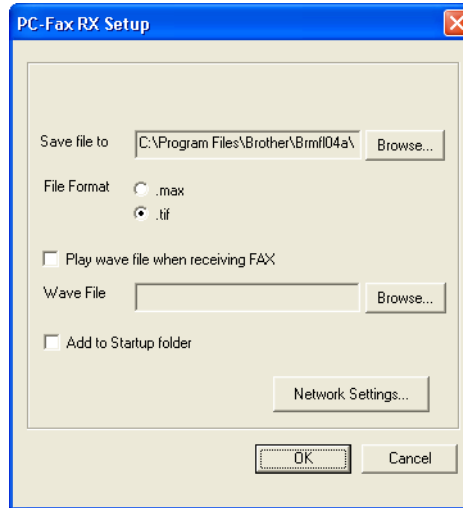 PC-Fax RX Setup
Save file to C:\Program Files\Brother\Brmfl04a\ Browse...
File Format .max
.tif
Play wave file when receiving FAX
Wave File Browse...
Add to Startup folder
Network Settings...
OK Cancel